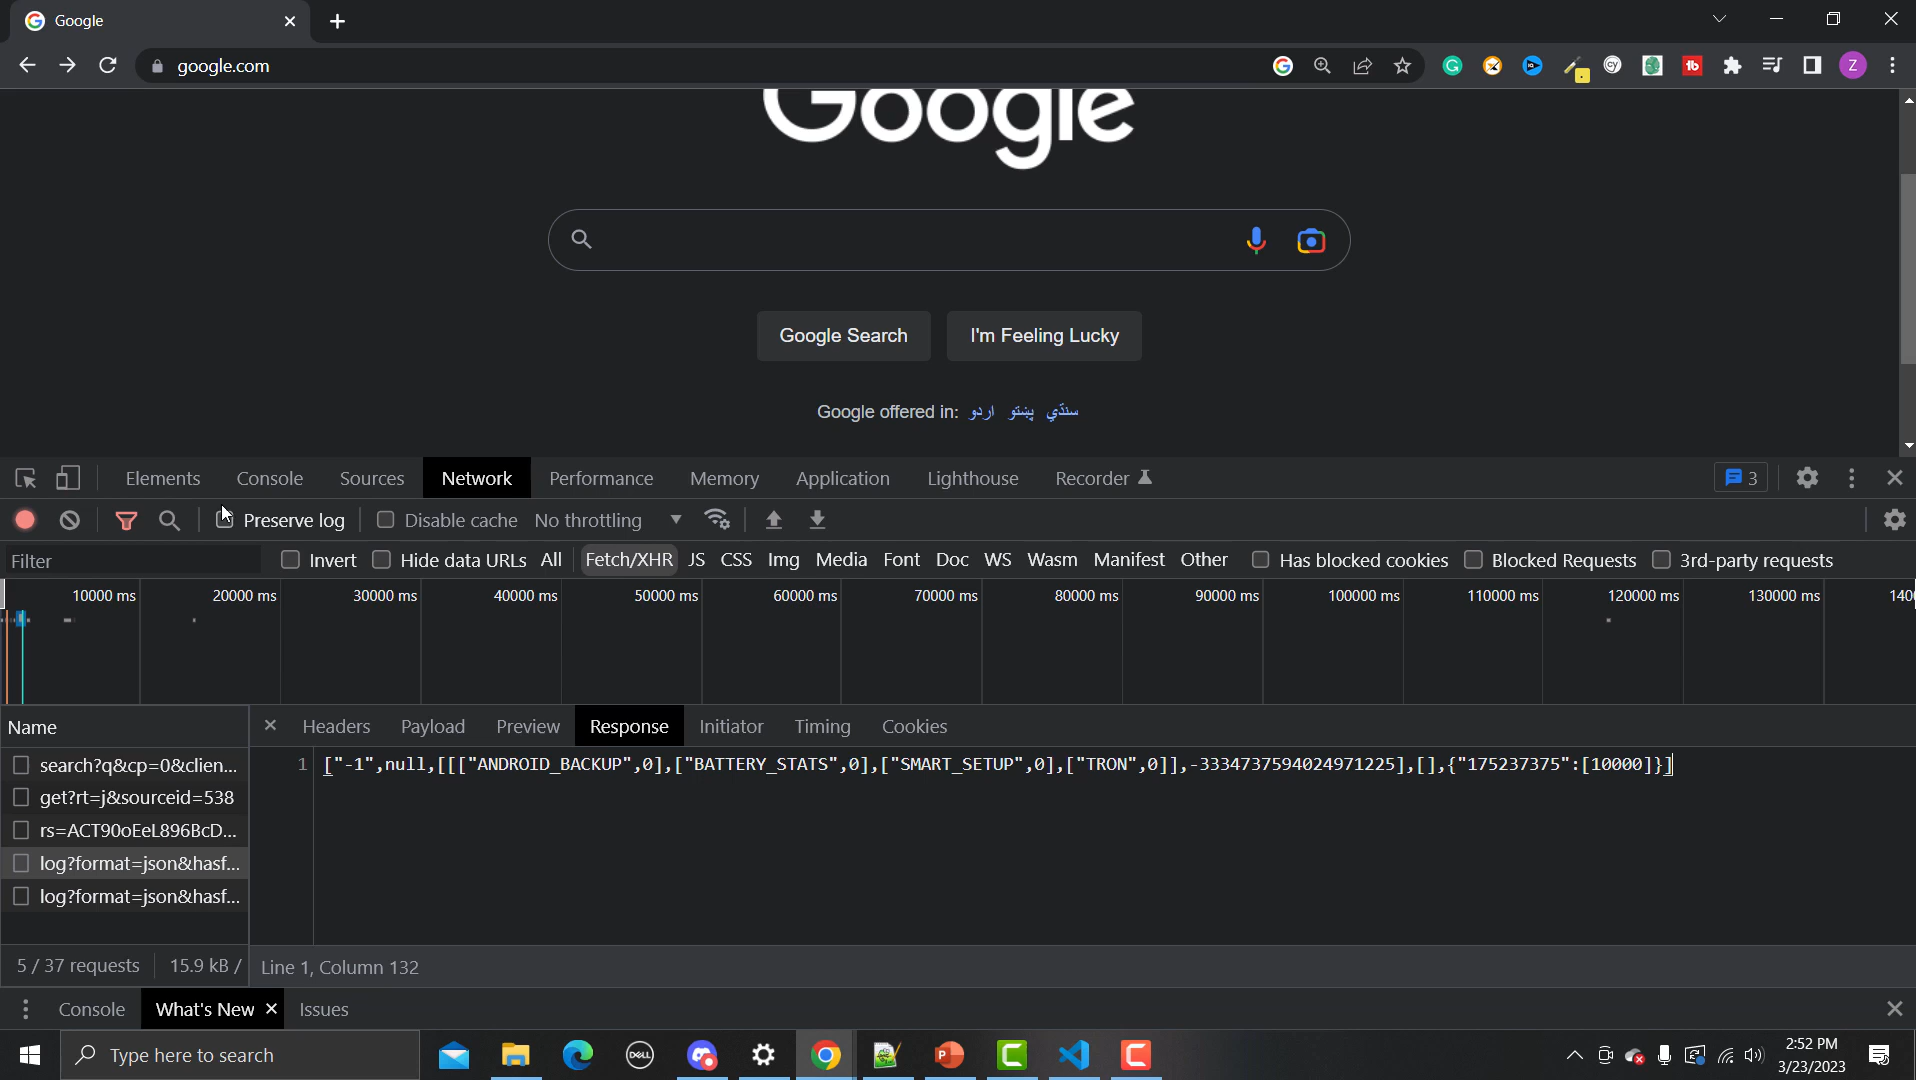 Google
google.com
Z
Google
Google Search
I'm Feeling Lucky
Google offered in: اردو پښتو سنڌي
Elements Console Sources Network Performance Memory Application Lighthouse Recorder 3
Preserve log Disable cache No throttling
Filter Invert Hide data URLs All Fetch/XHR JS CSS Img Media Font Doc WS Wasm Manifest Other Has blocked cookies Blocked Requests 3rd-party requests
10000 ms 20000 ms 30000 ms 40000 ms 50000 ms 60000 ms 70000 ms 80000 ms 90000 ms 100000 ms 110000 ms 120000 ms 130000 ms 140
Name Headers Payload Preview Response Initiator Timing Cookies
search?q&cp=0&clien...
1 ["-1",null,[[["ANDROID_BACKUP",0],["BATTERY_STATS",0],["SMART_SETUP",0],["TRON",0]],-3334737594024971225],[],{"175237375":[10000]}]
get?rt=j&sourceid=538
rs=ACT90oEeL896BcD...
log?format=json&hasf...
log?format=json&hasf...
5 / 37 requests 15.9 kB / Line 1, Column 132
Console What's New Issues
Type here to search
DELL
2:52 PM
3/23/2023